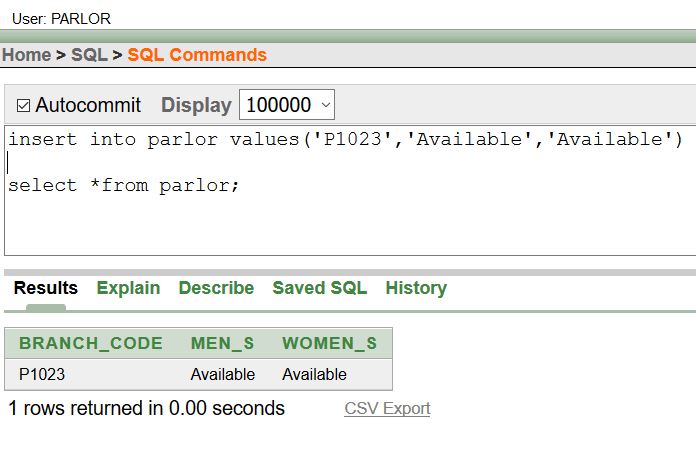 User: PARLOR
Home > SQL > SQL Commands
Autocommit Display 100000
insert into parlor values('P1023','Available','Available')
select *from parlor;
Results Explain Describe Saved SQL History
BRANCH_CODE MEN_S WOMEN_S
P1023 Available Available
1 rows returned in 0.00 seconds CSV Export